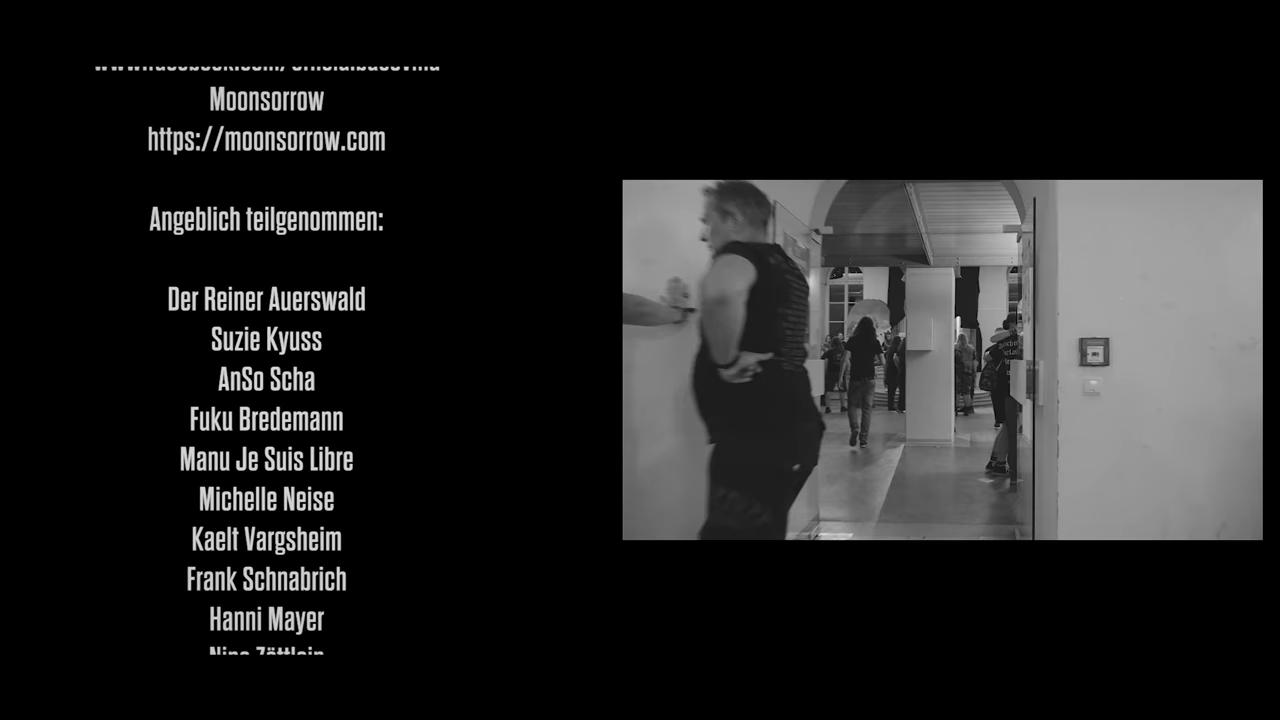 Moonsorrow
https://moonsorrow.com
Angeblich teilgenommen:
Der Reiner Auerswald
Suzie Kyuss
AnSo Scha
Fuku Bredemann
Manu Je Suis Libre
Michelle Neise
Kaelt Vargsheim
Frank Schnabrich
Hanni Mayer